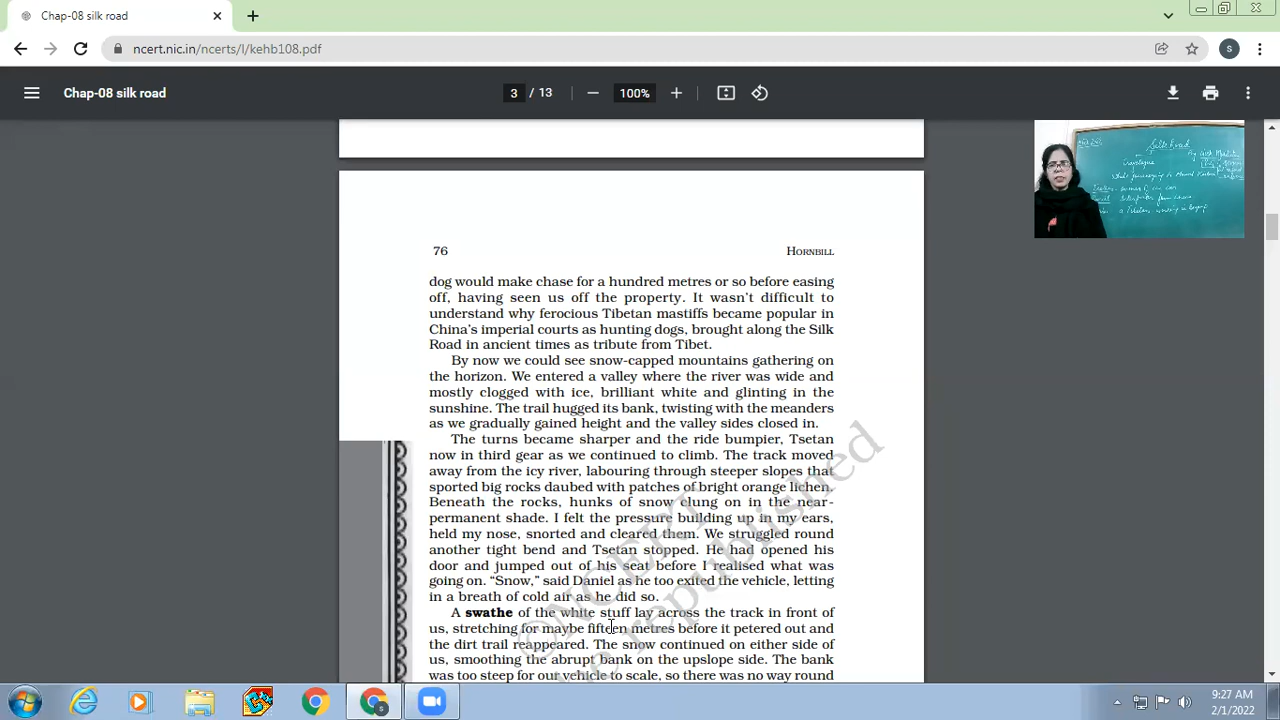 Chap-08 silk road
ncert.nic.in/ncerts/l/kehb108.pdf
S
Chap-08 silk road
3 / 13
100%
Silk Road
76
HORNBILL
dog would make chase for a hundred metres or so before easing
off, having seen us off the property. It wasn't difficult to
understand why ferocious Tibetan mastiffs became popular in
China's imperial courts as hunting dogs, brought along the Silk
Road in ancient times as tribute from Tibet.
By now we could see snow-capped mountains gathering on
the horizon. We entered a valley where the river was wide and
mostly clogged with ice, brilliant white and glinting in the
sunshine. The trail hugged its bank, twisting with the meanders
as we gradually gained height and the valley sides closed in.
The turns became sharper and the ride bumpier, Tsetan
now in third gear as we continued to climb. The track moved
away from the icy river, labouring through steeper slopes that
sported big rocks daubed with patches of bright orange lichen.
Beneath the rocks, hunks of snow clung on in the near-
permanent shade. I felt the pressure building up in my ears,
held my nose, snorted and cleared them. We struggled round
another tight bend and Tsetan stopped. He had opened his
door and jumped out of his seat before I realised what was
going on. “Snow,” said Daniel as he too exited the vehicle, letting
in a breath of cold air as he did so.
A swathe of the white stuff lay across the track in front of
us, stretching for maybe fifteen metres before it petered out and
the dirt trail reappeared. The snow continued on either side of
us, smoothing the abrupt bank on the upslope side. The bank
was too steep for our vehicle to scale, so there was no way round
©NCERT
be republished
9:27 AM
2/1/2022